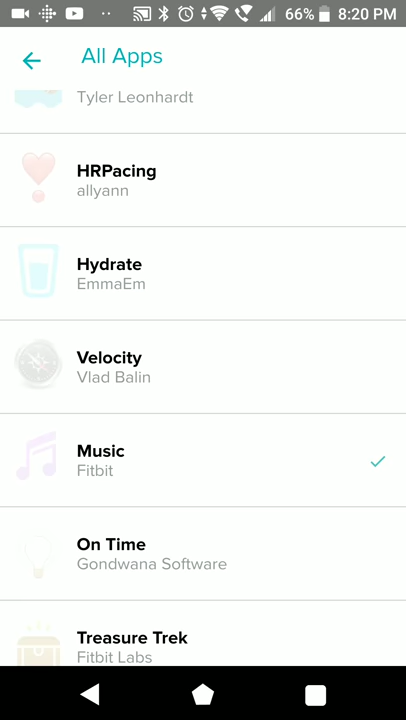 66% 8:20 PM
All Apps
Tyler Leonhardt
HRPacing
allyann
Hydrate
EmmaEm
Velocity
Vlad Balin
Music
Fitbit
On Time
Gondwana Software
Treasure Trek
Fitbit Labs